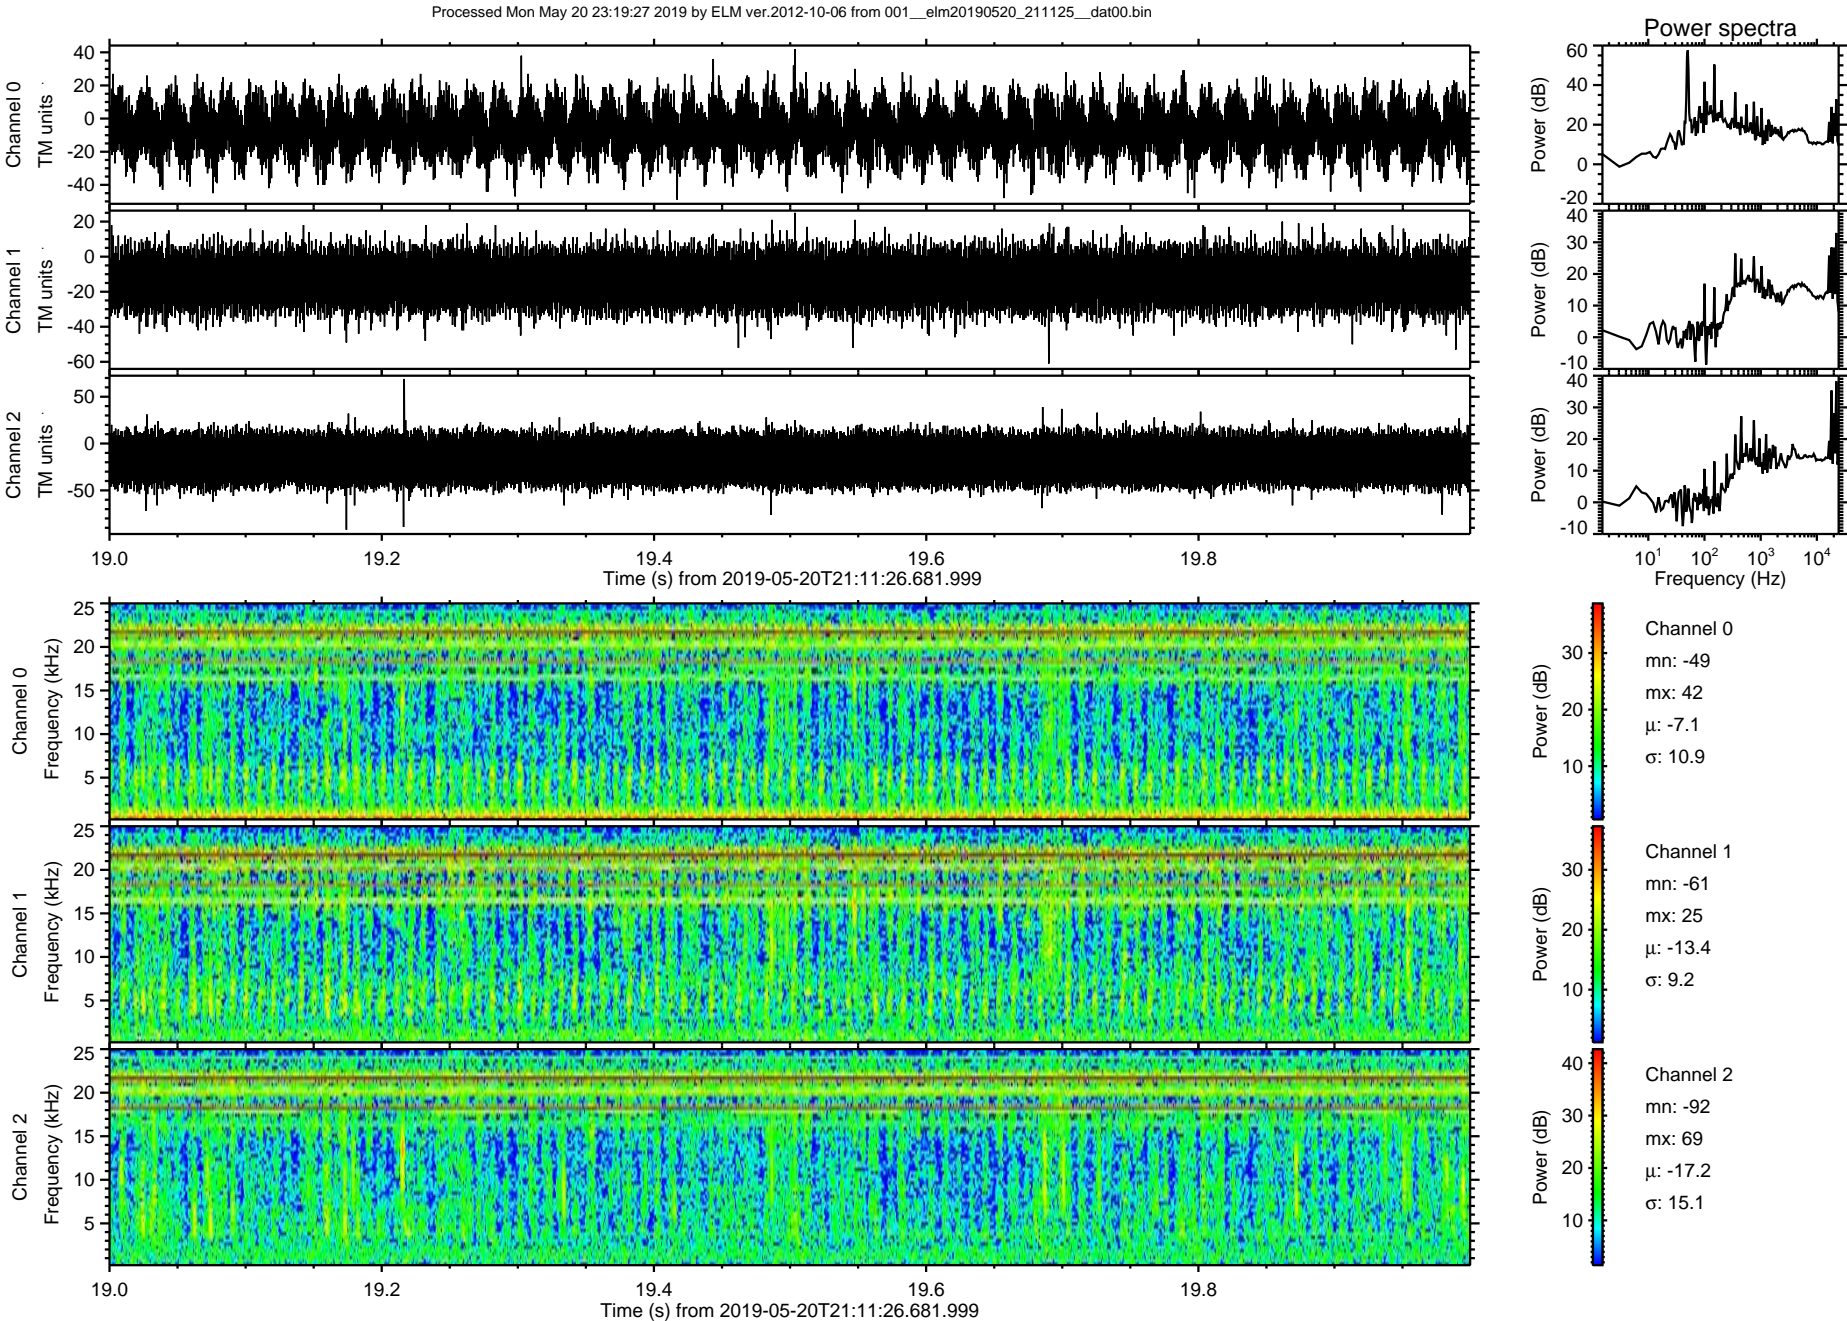 Processed Mon May 20 23:19:27 2019 by ELM ver.2012-10-06 from 001__elm20190520_211125__dat00.bin
Power spectra
Channel 0
TM units
40
20
0
-20
-40
Power (dB)
60
40
20
0
-20
Channel 1
TM units
20
0
-20
-40
-60
Power (dB)
40
30
20
10
0
-10
Channel 2
TM units
50
0
-50
Power (dB)
40
30
20
10
0
-10
19.0 19.2 19.4 19.6 19.8
Time (s) from 2019-05-20T21:11:26.681.999
10^1 10^2 10^3 10^4
Frequency (Hz)
Channel 0
Frequency (kHz)
25
20
15
10
5
Power (dB)
30
20
10
Channel 0
mn: -49
mx: 42
μ: -7.1
σ: 10.9
Channel 1
Frequency (kHz)
25
20
15
10
5
Power (dB)
30
20
10
Channel 1
mn: -61
mx: 25
μ: -13.4
σ: 9.2
Channel 2
Frequency (kHz)
25
20
15
10
5
Power (dB)
40
30
20
10
Channel 2
mn: -92
mx: 69
μ: -17.2
σ: 15.1
19.0 19.2 19.4 19.6 19.8
Time (s) from 2019-05-20T21:11:26.681.999